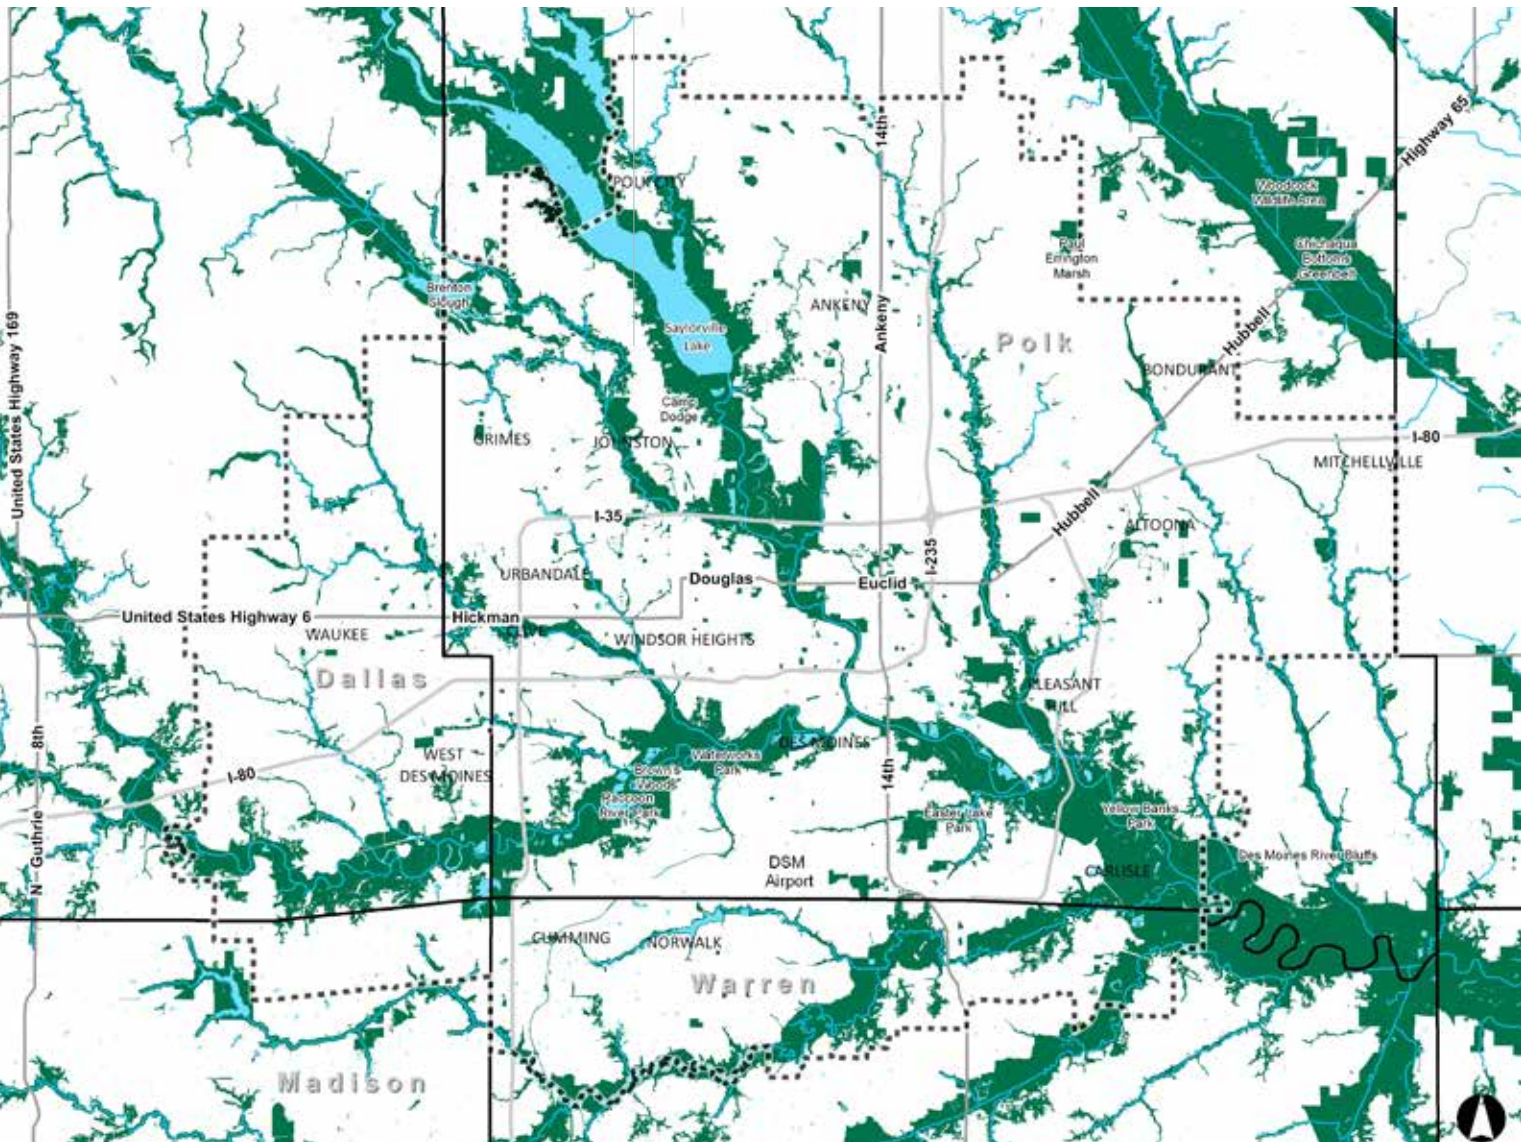 14th
Highway 65
POLK CITY
Woodcock
Wildlife Area
Paul
Errington
Marsh
Chichaqua
Bottoms
Greenbelt
Brenton
Slough
ANKENY
Ankeny
United States Highway 169
Saylorville
Lake
Polk
Hubbell
BONDURANT
Camp
Dodge
GRIMES
JOHNSTON
I-80
MITCHELLVILLE
I-35
Hubbell
ALTOONA
I-235
URBANDALE
Douglas
Euclid
United States Highway 6
Hickman
CLIVE
WAUKEE
WINDSOR HEIGHTS
Dallas
PLEASANT
HILL
8th
WEST
DES MOINES
I-80
Waterworks
Park
DES MOINES
Brown's
Woods
Raccoon
River Park
14th
Easter Lake
Park
Yellow Banks
Park
N Guthrie
DSM
Airport
CARLISLE
Des Moines River Bluffs
CUMMING
NORWALK
Warren
Madison